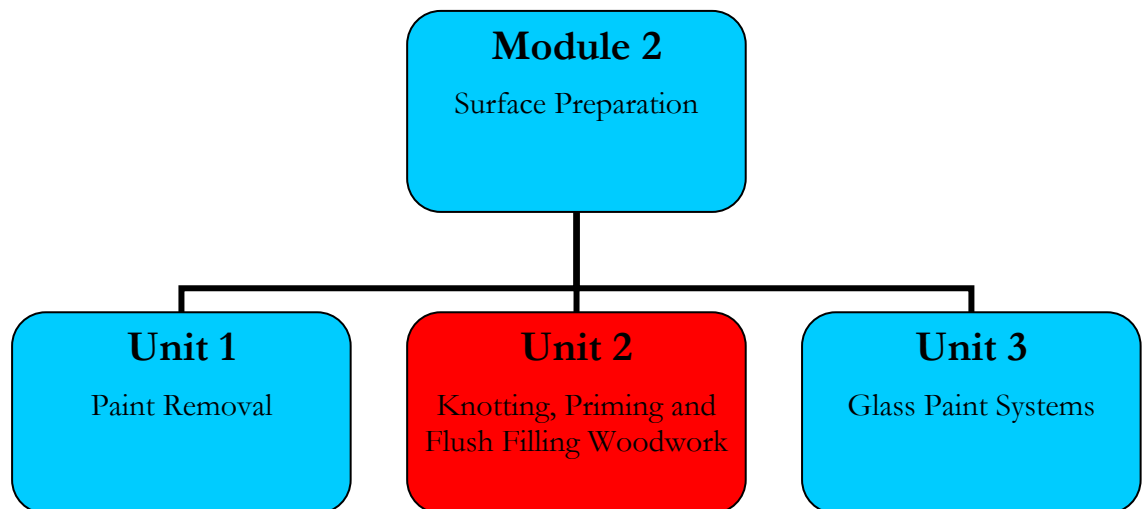 Module 2
Surface Preparation
Unit 1
Paint Removal
Unit 2
Knotting, Priming and
Flush Filling Woodwork
Unit 3
Glass Paint Systems